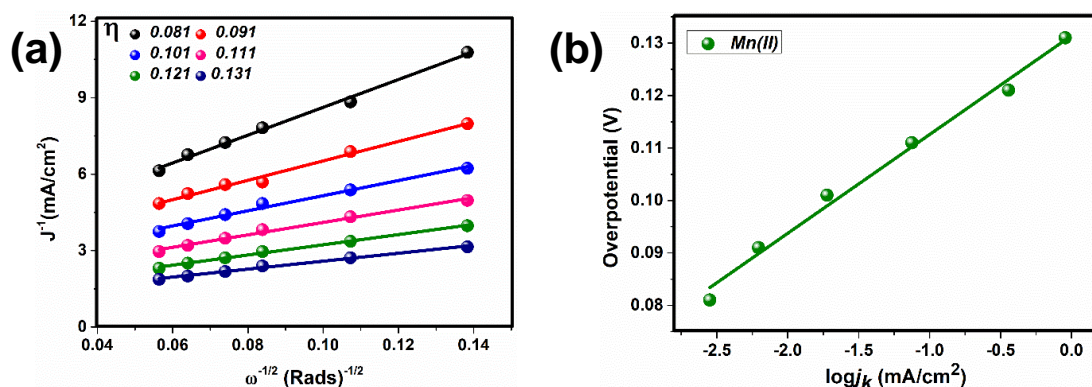 (a)
η
0.081 0.091
0.101 0.111
0.121 0.131
12
9
6
3
0
J⁻¹(mA/cm²)
0.04 0.06 0.08 0.10 0.12 0.14
ω⁻¹/² (Rads)⁻¹/²
(b)
Mn(II)
0.13
0.12
0.11
0.10
0.09
0.08
Overpotential (V)
-2.5 -2.0 -1.5 -1.0 -0.5 0.0
logjₖ (mA/cm²)